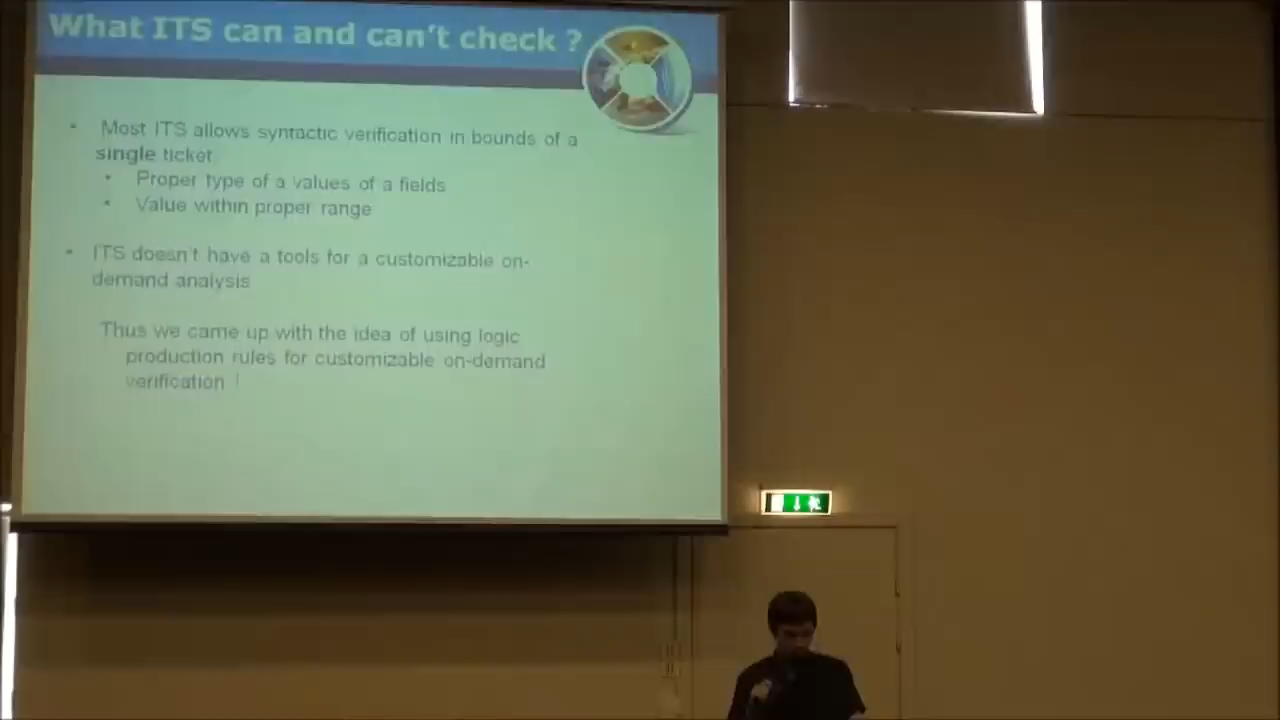 What ITS can and can't check ?
• Most ITS allows syntactic verification in bounds of a
single ticket
• Proper type of a values of a fields
• Value within proper range
• ITS doesn't have a tools for a customizable on-
demand analysis
Thus we came up with the idea of using logic
production rules for customizable on-demand
verification !